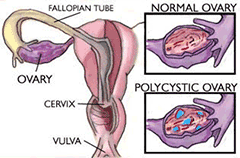 FALLOPIAN TUBE
OVARY
CERVIX
VULVA
NORMAL OVARY
POLYCYSTIC OVARY